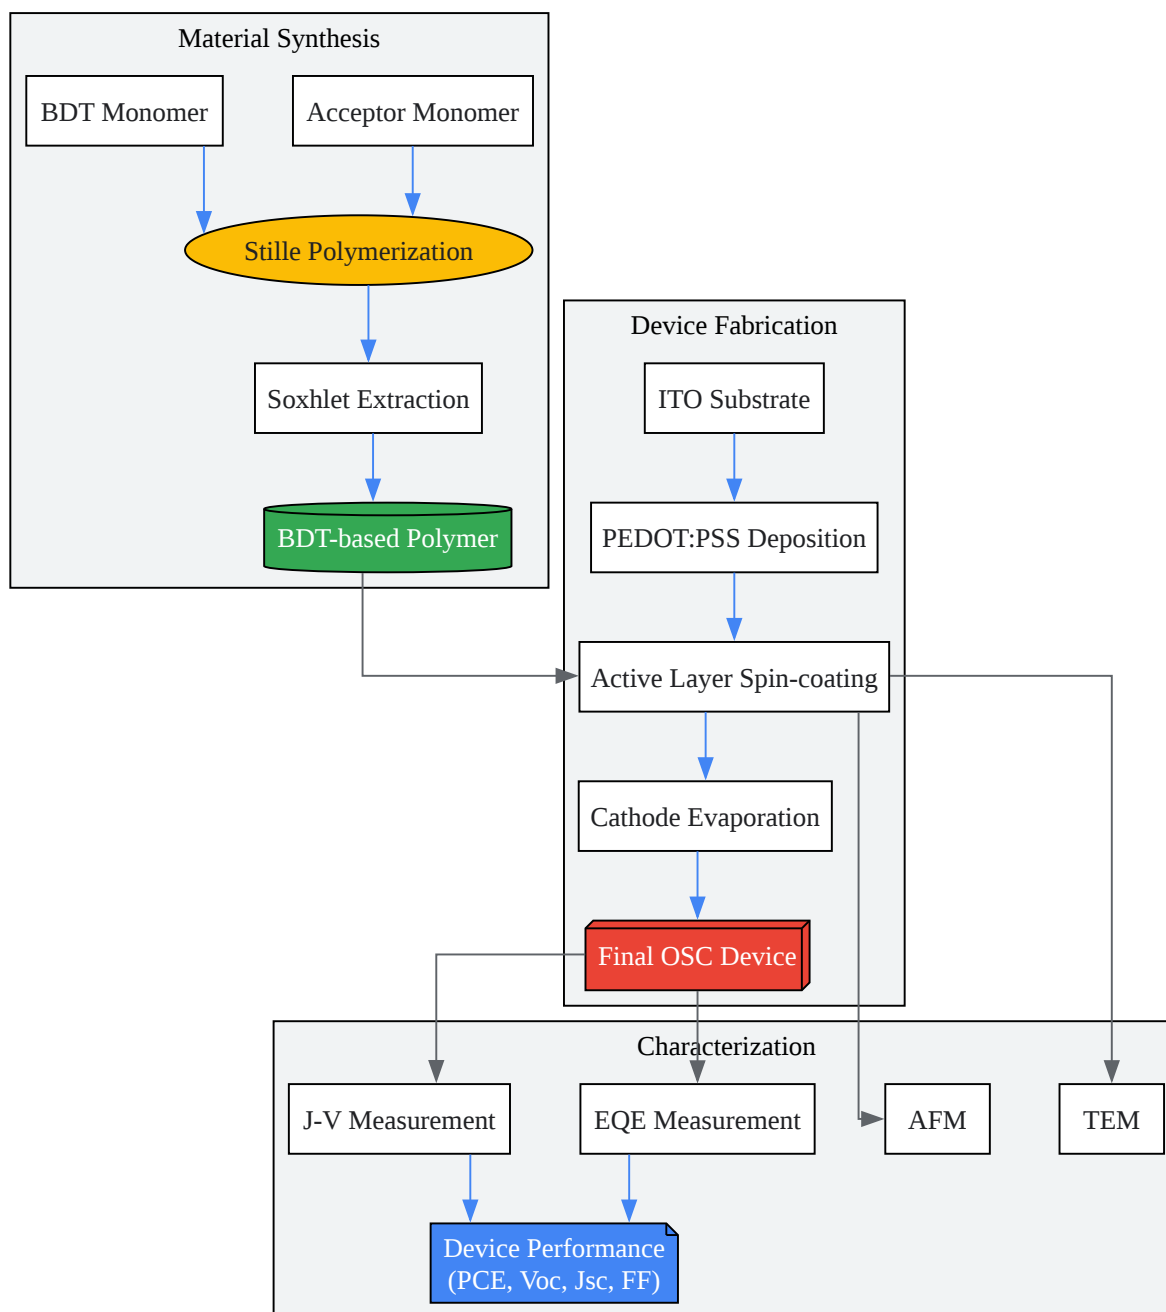 Material Synthesis
BDT Monomer
Acceptor Monomer
Stille Polymerization
Soxhlet Extraction
BDT-based Polymer
Device Fabrication
ITO Substrate
PEDOT:PSS Deposition
Active Layer Spin-coating
Cathode Evaporation
Final OSC Device
Characterization
J-V Measurement
EQE Measurement
AFM
TEM
Device Performance
(PCE, Voc, Jsc, FF)